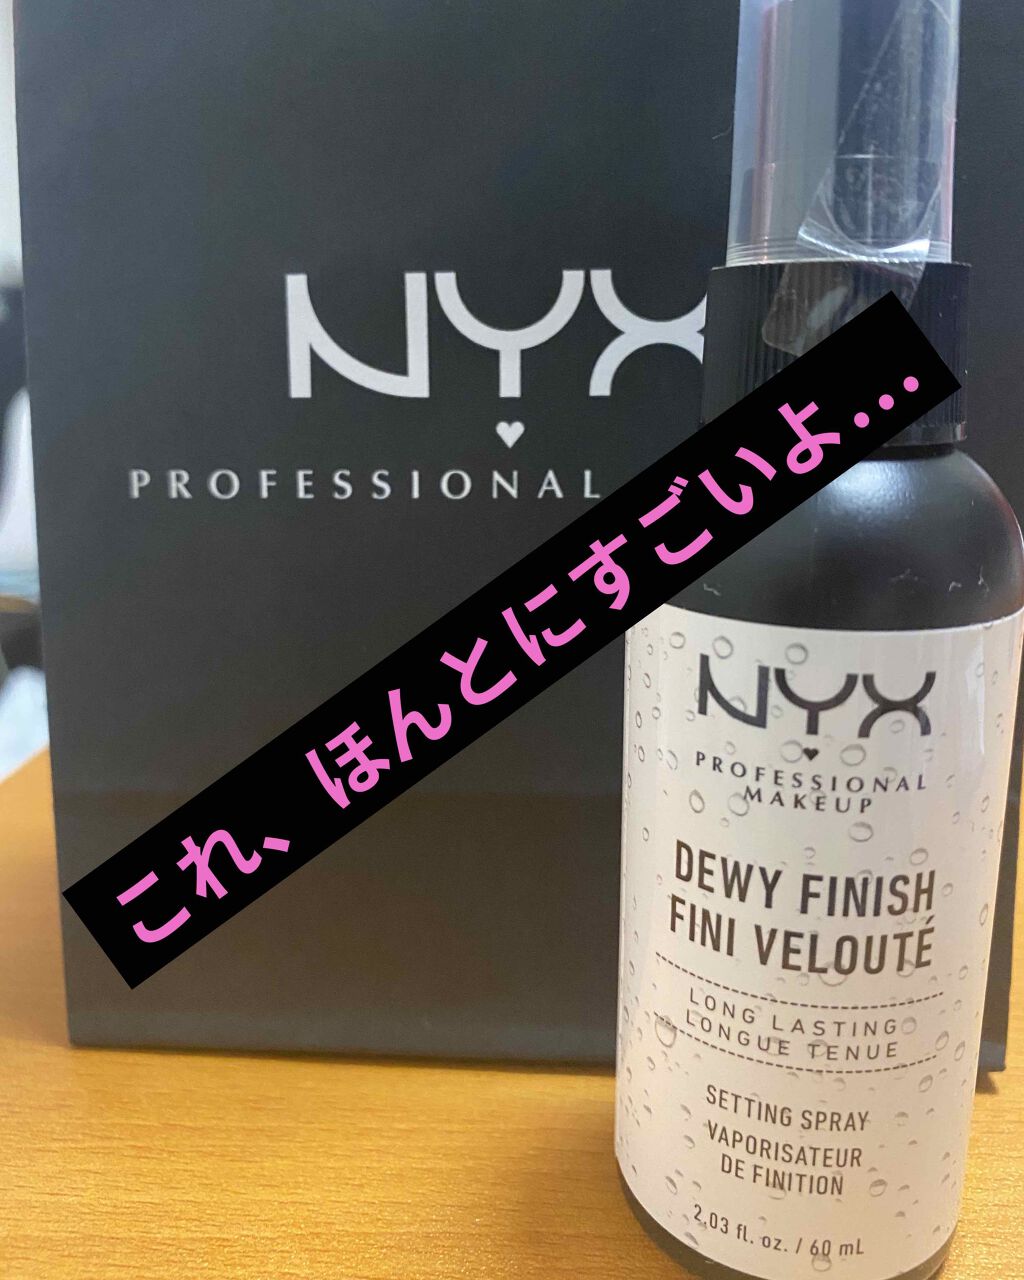 NYX
PROFESSIONAL
これ、ほんとにすごいよ...
NYX
PROFESSIONAL
MAKEUP
DEWY FINISH
FINI VELOUTÉ
LONG LASTING
LONGUE TENUE
SETTING SPRAY
VAPORISATEUR
DE FINITION
2.03 fl. oz. / 60 mL